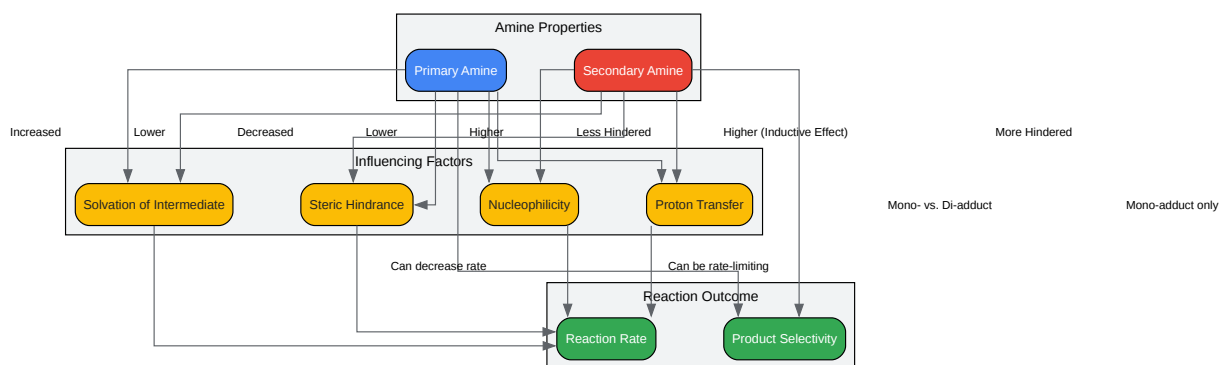 Amine Properties
Primary Amine
Secondary Amine
Increased
Lower
Decreased
Lower
Higher
Less Hindered
Higher (Inductive Effect)
More Hindered
Influencing Factors
Solvation of Intermediate
Steric Hindrance
Nucleophilicity
Proton Transfer
Mono- vs. Di-adduct
Mono-adduct only
Can decrease rate
Can be rate-limiting
Reaction Outcome
Reaction Rate
Product Selectivity